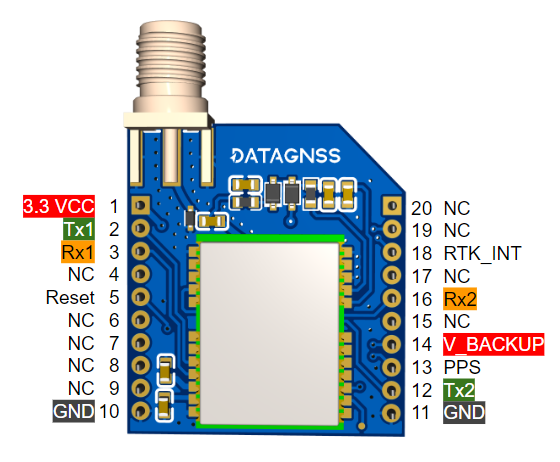 DATAGNSS
3.3 VCC 1
Tx1 2
Rx1 3
NC 4
Reset 5
NC 6
NC 7
NC 8
NC 9
GND 10
20 NC
19 NC
18 RTK_INT
17 NC
16 Rx2
15 NC
14 V_BACKUP
13 PPS
12 Tx2
11 GND